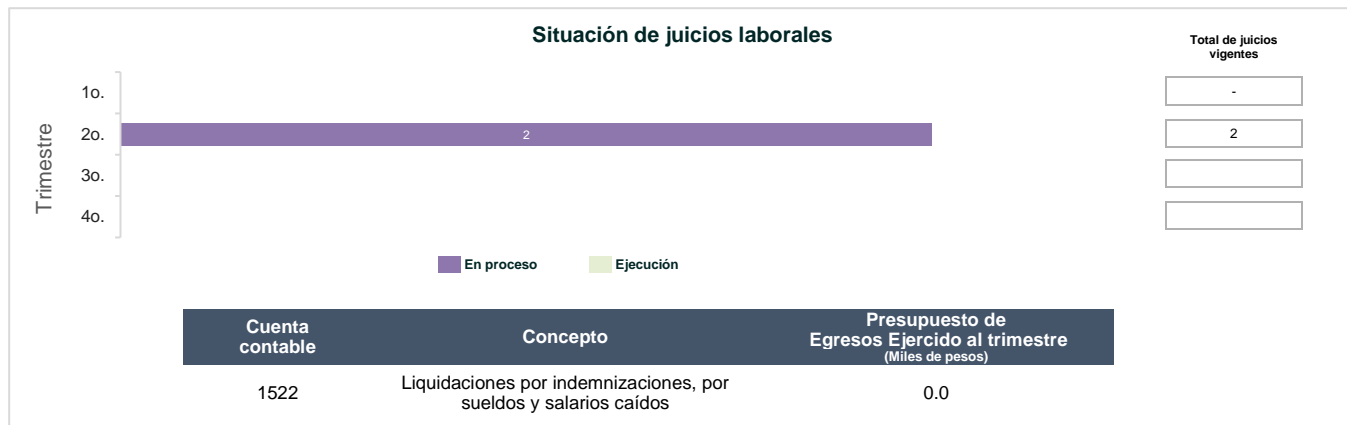 Situación de juicios laborales
Total de juicios
vigentes
Trimestre
1o.
-
2o.
2
2
3o.
4o.
En proceso
Ejecución
Cuenta
contable
Concepto
Presupuesto de
Egresos Ejercido al trimestre
(Miles de pesos)
1522
Liquidaciones por indemnizaciones, por
sueldos y salarios caídos
0.0